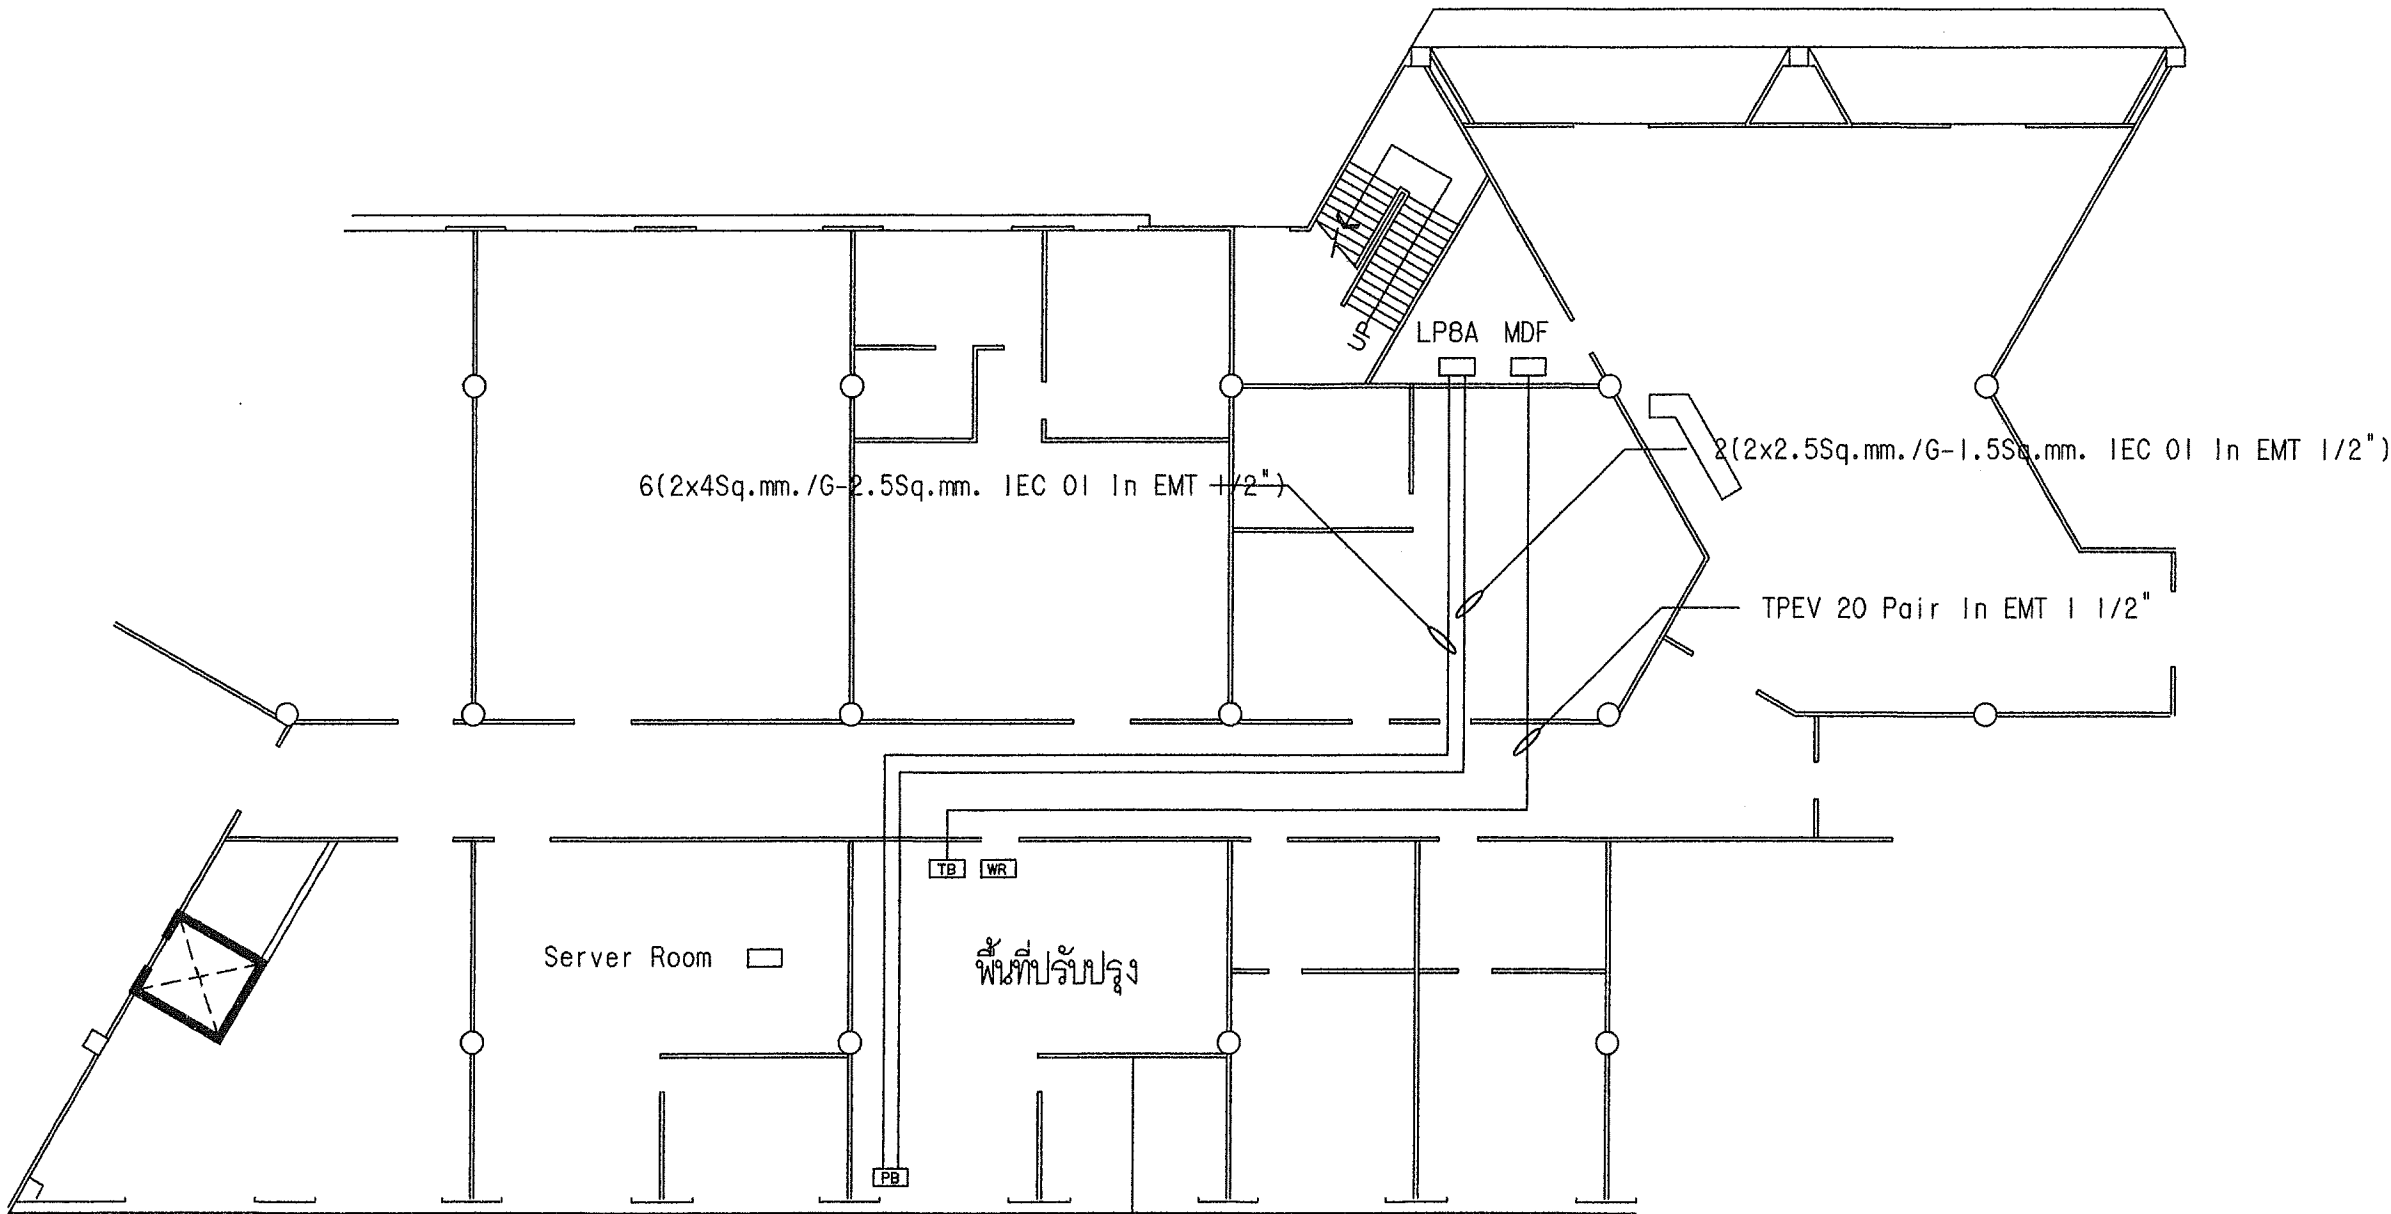 UP
LP8A MDF
2(2x2.5Sq.mm./G-1.5Sq.mm. IEC 01 In EMT 1/2")
6(2x4Sq.mm./G-2.5Sq.mm. IEC 01 In EMT 1/2")
TPEV 20 Pair In EMT 1 1/2"
TB WR
Server Room
พื้นที่ปรับปรุง
PB